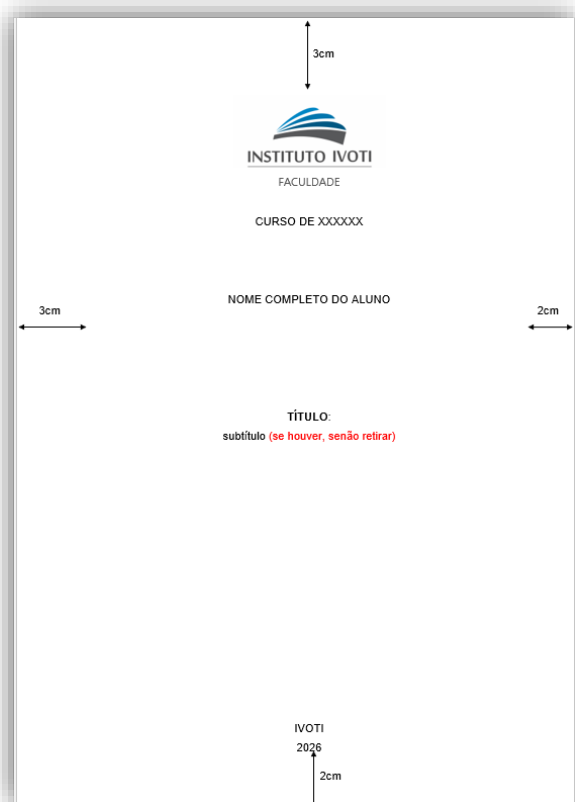 3cm
INSTITUTO IVOTI
FACULDADE
CURSO DE XXXXXX
NOME COMPLETO DO ALUNO
3cm
2cm
TÍTULO:
subtítulo (se houver, senão retirar)
IVOTI
2026
2cm